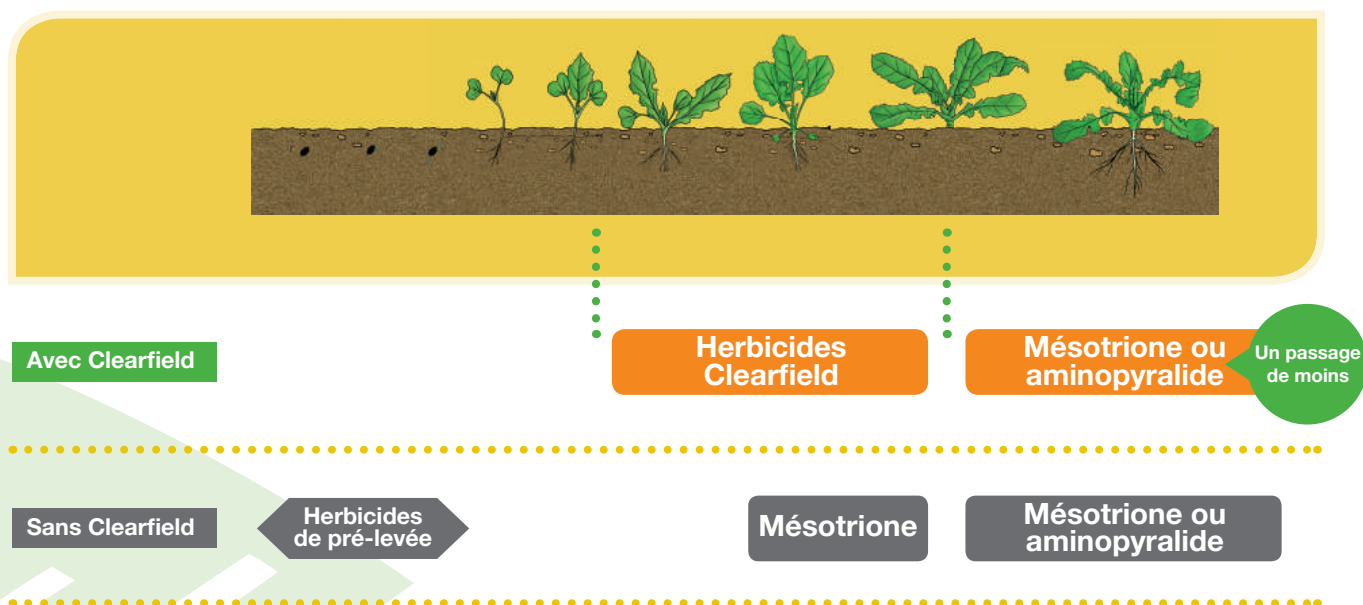 Avec Clearfield
Herbicides
Clearfield
Mésotrione ou
aminopyralide
Un passage
de moins
Sans Clearfield
Herbicides
de pré-levée
Mésotrione
Mésotrione ou
aminopyralide